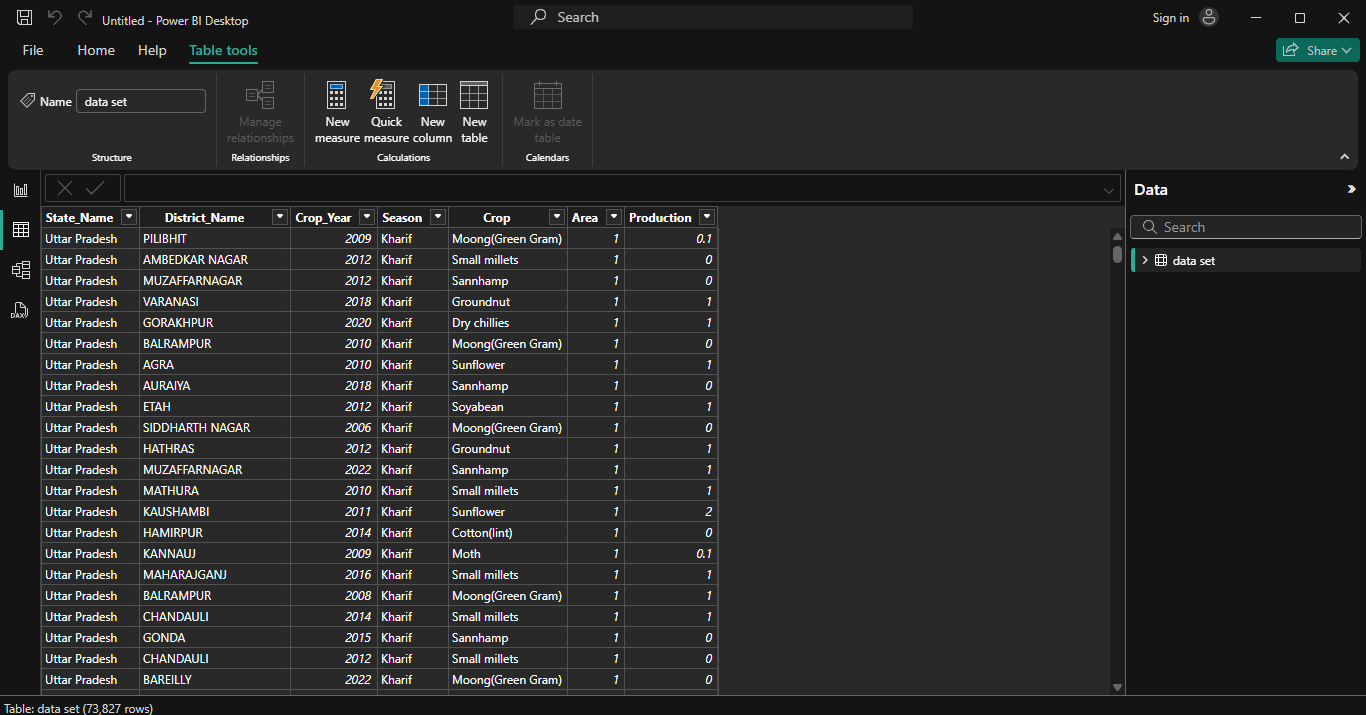 Untitled - Power BI Desktop
Search
Sign in
File Home Help Table tools
Share
Name data set
Structure
Manage relationships
Relationships
New measure
Quick measure
New column
New table
Calculations
Mark as date table
Calendars
Data
Search
data set
State_Name District_Name Crop_Year Season Crop Area Production
Uttar Pradesh PILIBHIT 2009 Kharif Moong(Green Gram) 1 0.1
Uttar Pradesh AMBEDKAR NAGAR 2012 Kharif Small millets 1 0
Uttar Pradesh MUZAFFARNAGAR 2012 Kharif Sannhamp 1 0
Uttar Pradesh VARANASI 2018 Kharif Groundnut 1 1
Uttar Pradesh GORAKHPUR 2020 Kharif Dry chillies 1 1
Uttar Pradesh BALRAMPUR 2010 Kharif Moong(Green Gram) 1 0
Uttar Pradesh AGRA 2010 Kharif Sunflower 1 1
Uttar Pradesh AURAIYA 2018 Kharif Sannhamp 1 0
Uttar Pradesh ETAH 2012 Kharif Soyabean 1 1
Uttar Pradesh SIDDHARTH NAGAR 2006 Kharif Moong(Green Gram) 1 0
Uttar Pradesh HATHRAS 2012 Kharif Groundnut 1 1
Uttar Pradesh MUZAFFARNAGAR 2022 Kharif Sannhamp 1 1
Uttar Pradesh MATHURA 2010 Kharif Small millets 1 1
Uttar Pradesh KAUSHAMBI 2011 Kharif Sunflower 1 2
Uttar Pradesh HAMIRPUR 2014 Kharif Cotton(lint) 1 0
Uttar Pradesh KANNAUJ 2009 Kharif Moth 1 0.1
Uttar Pradesh MAHARAJGANJ 2016 Kharif Small millets 1 1
Uttar Pradesh BALRAMPUR 2008 Kharif Moong(Green Gram) 1 1
Uttar Pradesh CHANDAULI 2014 Kharif Small millets 1 1
Uttar Pradesh GONDA 2015 Kharif Sannhamp 1 0
Uttar Pradesh CHANDAULI 2012 Kharif Small millets 1 0
Uttar Pradesh BAREILLY 2022 Kharif Moong(Green Gram) 1 0
DAX
Table: data set (73,827 rows)